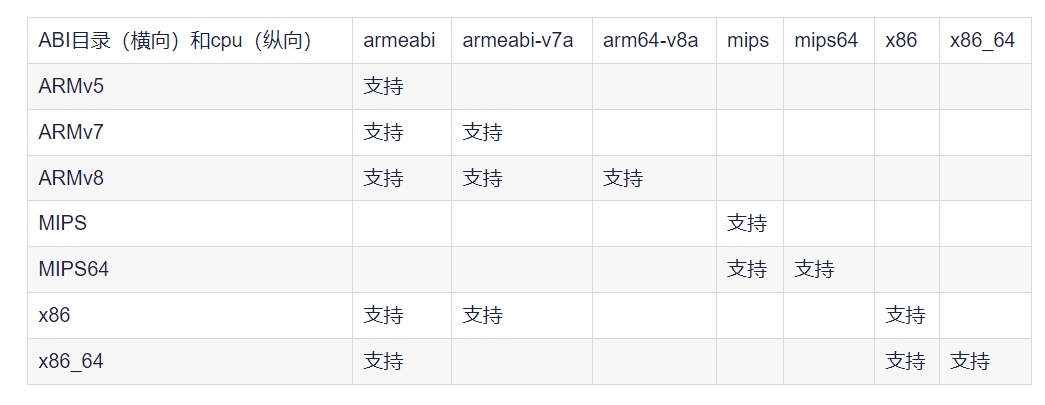 ABI目录（横向）和cpu（纵向） armeabi armeabi-v7a arm64-v8a mips mips64 x86 x86_64
ARMv5 支持
ARMv7 支持 支持
ARMv8 支持 支持 支持
MIPS 支持
MIPS64 支持 支持
x86 支持 支持 支持
x86_64 支持 支持 支持